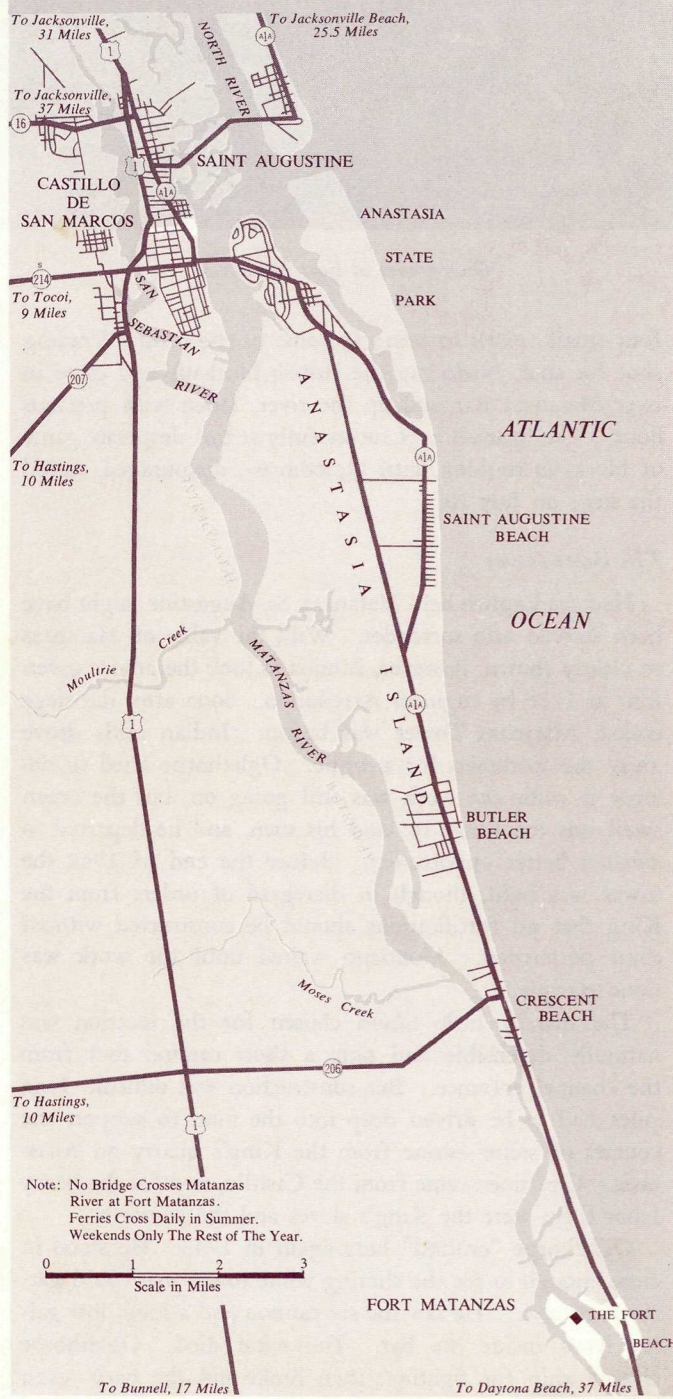 To Jacksonville,
31 Miles
To Jacksonville Beach,
25.5 Miles
1
A1A
NORTH RIVER
To Jacksonville
37 Miles
16
1
SAINT AUGUSTINE
A1A
CASTILLO
DE
SAN MARCOS
ANASTASIA
STATE
PARK
S
214
To Tocoi,
9 Miles
SAN
SEBASTIAN
RIVER
207
To Hastings,
10 Miles
ANASTASIA ISLAND
ATLANTIC
OCEAN
A1A
SAINT AUGUSTINE
BEACH
MATANZAS
RIVER
Moultrie Creek
1
A1A
BUTLER
BEACH
Moses Creek
CRESCENT
BEACH
206
To Hastings,
10 Miles
1
Note: No Bridge Crosses Matanzas
River at Fort Matanzas.
Ferries Cross Daily in Summer.
Weekends Only The Rest of The Year.
0 1 2 3
Scale in Miles
FORT MATANZAS
THE FORT
BEACH
To Bunnell, 17 Miles
To Daytona Beach, 37 Miles